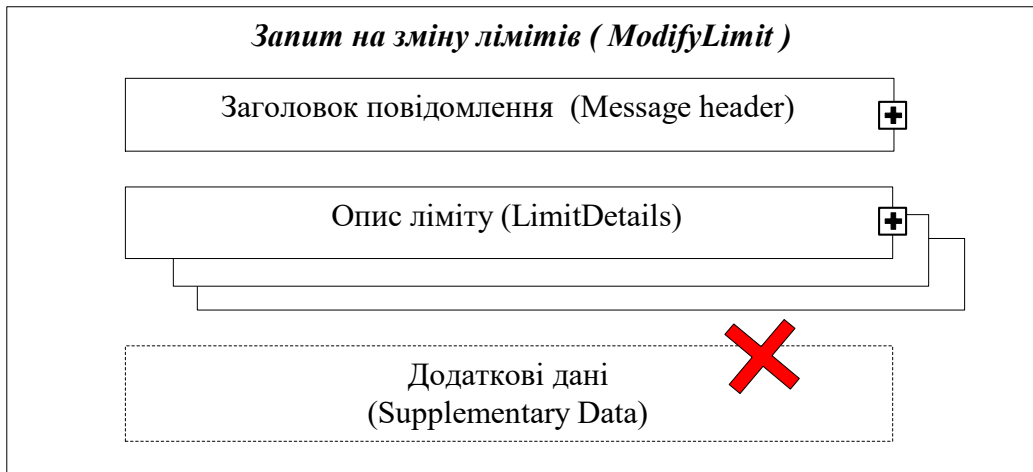 Запит на зміну лімітів ( ModifyLimit )
Заголовок повідомлення (Message header)
Опис ліміту (LimitDetails)
Додаткові дані
(Supplementary Data)